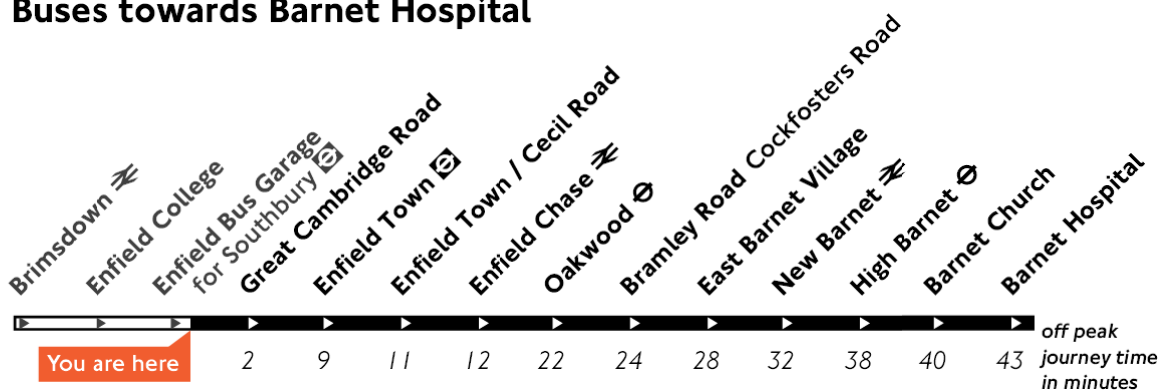 Buses towards Barnet Hospital
Brimsdown
Enfield College
Enfield Bus Garage
for Southbury
Great Cambridge Road
Enfield Town
Enfield Town / Cecil Road
Enfield Chase
Oakwood
Bramley Road Cockfosters Road
East Barnet Village
New Barnet
High Barnet
Barnet Church
Barnet Hospital
You are here
2 9 11 12 22 24 28 32 38 40 43
off peak
journey time
in minutes